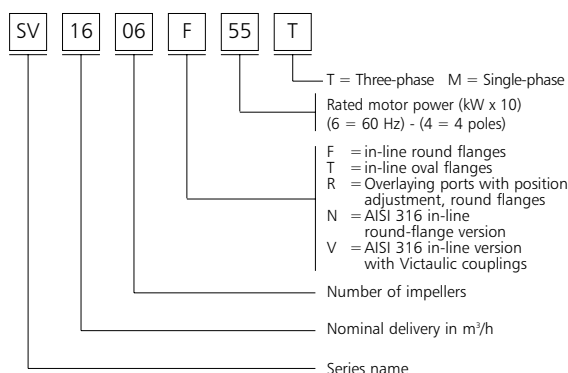 SV 16 06 F 55 T
T = Three-phase M = Single-phase
Rated motor power (kW x 10)
(6 = 60 Hz) - (4 = 4 poles)
F = in-line round flanges
T = in-line oval flanges
R = Overlaying ports with position
adjustment, round flanges
N = AISI 316 in-line
round-flange version
V = AISI 316 in-line version
with Victaulic couplings
Number of impellers
Nominal delivery in m³/h
Series name